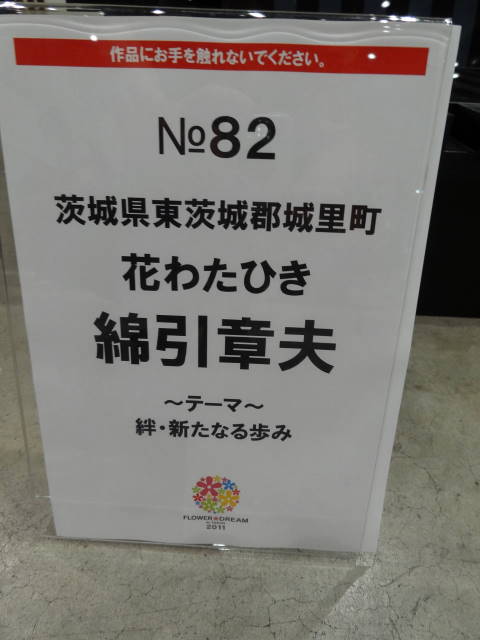 作品にお手を触れないでください。
№82
茨城県東茨城郡城里町
花わたひき
綿引章夫
～テーマ～
絆・新たなる歩み
FLOWER★DREAM
2011